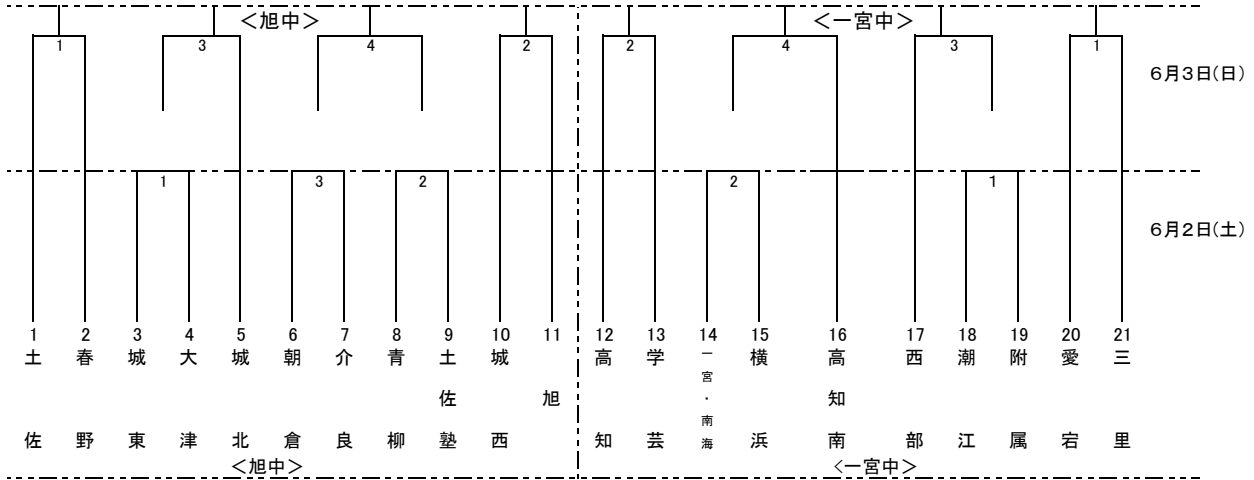 ＜旭中＞ ＜一宮中＞
1 3 4 2 2 4 3 1
６月３日(日)
1 3 2 2 1
６月２日(土)
1 2 3 4 5 6 7 8 9 10 11 12 13 14 15 16 17 18 19 20 21
土佐
春野
城東
大津
城北
朝倉
介良
青柳
土佐塾
城西
旭
高知
学芸
一宮・南海
横浜
高知南
西部
潮江
附属
愛宕
三里
＜旭中＞ ＜一宮中＞